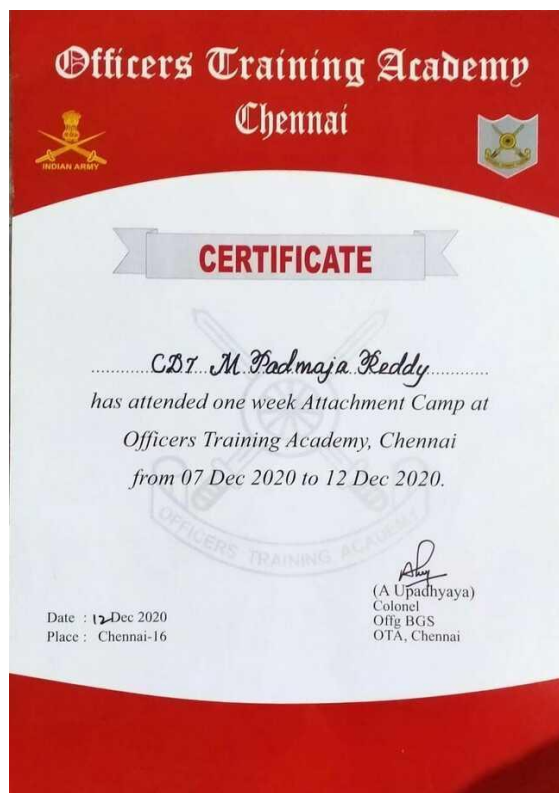 Officers Training Academy
Chennai
INDIAN ARMY
CERTIFICATE
CDT M Padmaja Reddy
has attended one week Attachment Camp at
Officers Training Academy, Chennai
from 07 Dec 2020 to 12 Dec 2020.
OFFICERS TRAINING ACADEMY
(A Upadhyaya)
Colonel
Offg BGS
OTA, Chennai
Date : 12 Dec 2020
Place : Chennai-16